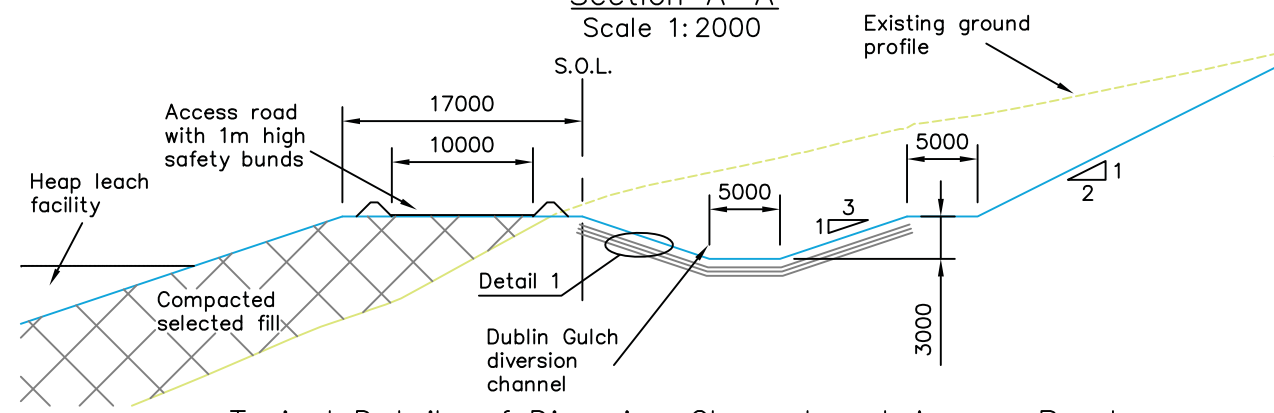 Section A-A
Scale 1:2000
Existing ground
profile
S.O.L.
17000
Access road
with 1m high
safety bunds
10000
5000
Heap leach
facility
5000
1
2
3
1
Detail 1
Compacted
selected fill
Dublin Gulch
diversion
channel
3000